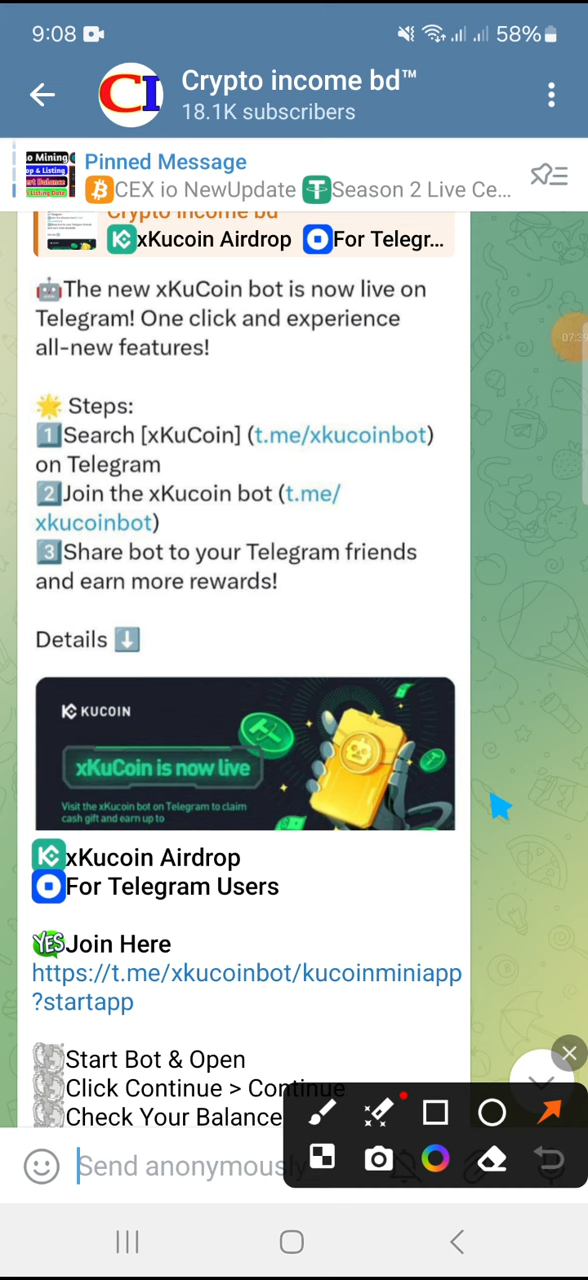 9:08 58%
CI Crypto income bd™
18.1K subscribers
Pinned Message
CEX io NewUpdate Season 2 Live Ce...
Crypto income bd
xKucoin Airdrop For Telegr...
07:39
The new xKuCoin bot is now live on
Telegram! One click and experience
all-new features!
Steps:
1 Search [xKuCoin] (t.me/xkucoinbot)
on Telegram
2 Join the xKucoin bot (t.me/
xkucoinbot)
3 Share bot to your Telegram friends
and earn more rewards!
Details
KUCOIN
xKuCoin is now live
Visit the xKucoin bot on Telegram to claim
cash gift and earn up to
xKucoin Airdrop
For Telegram Users
YES Join Here
https://t.me/xkucoinbot/kucoinminiapp
?startapp
Start Bot & Open
Click Continue > Continue
Check Your Balance
Send anonymously